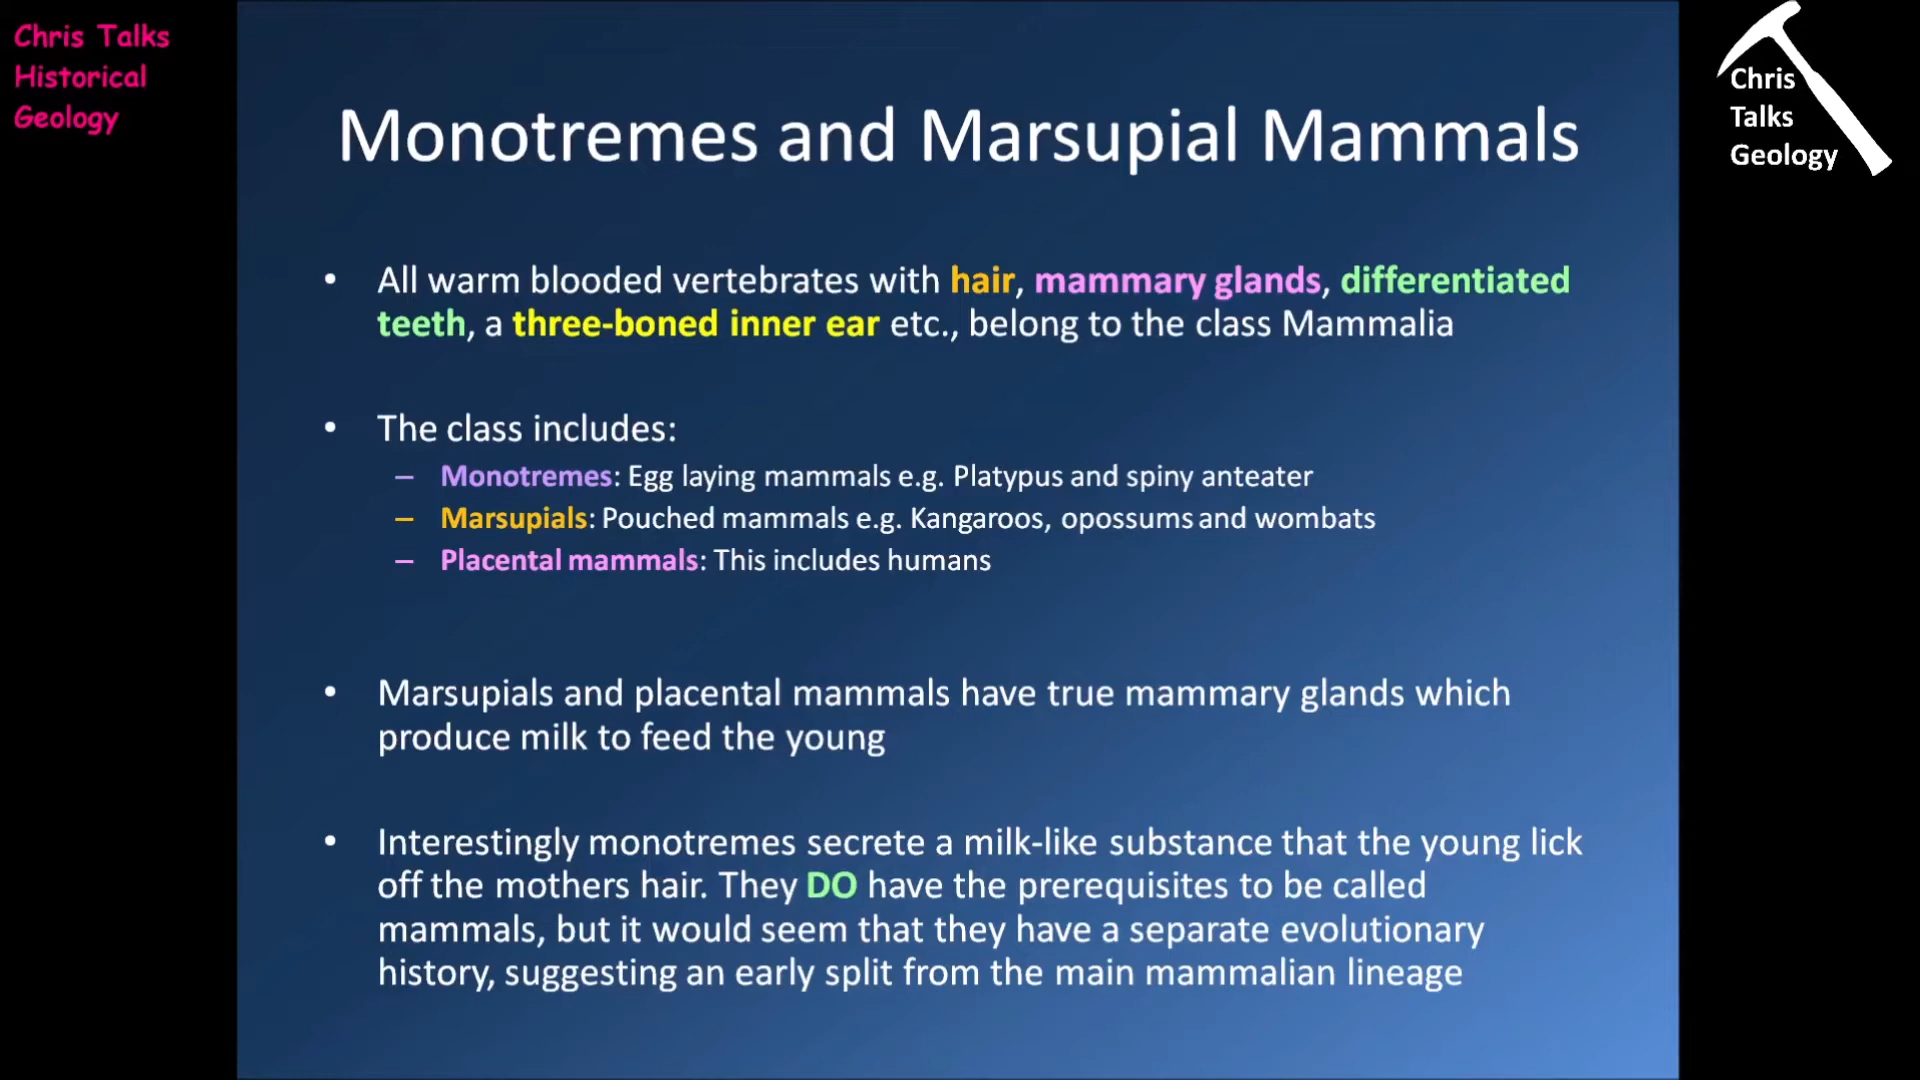 Chris Talks
Historical
Geology
Chris
Talks
Geology
Monotremes and Marsupial Mammals
• All warm blooded vertebrates with hair, mammary glands, differentiated
teeth, a three-boned inner ear etc., belong to the class Mammalia
• The class includes:
– Monotremes: Egg laying mammals e.g. Platypus and spiny anteater
– Marsupials: Pouched mammals e.g. Kangaroos, opossums and wombats
– Placental mammals: This includes humans
• Marsupials and placental mammals have true mammary glands which
produce milk to feed the young
• Interestingly monotremes secrete a milk-like substance that the young lick
off the mothers hair. They DO have the prerequisites to be called
mammals, but it would seem that they have a separate evolutionary
history, suggesting an early split from the main mammalian lineage